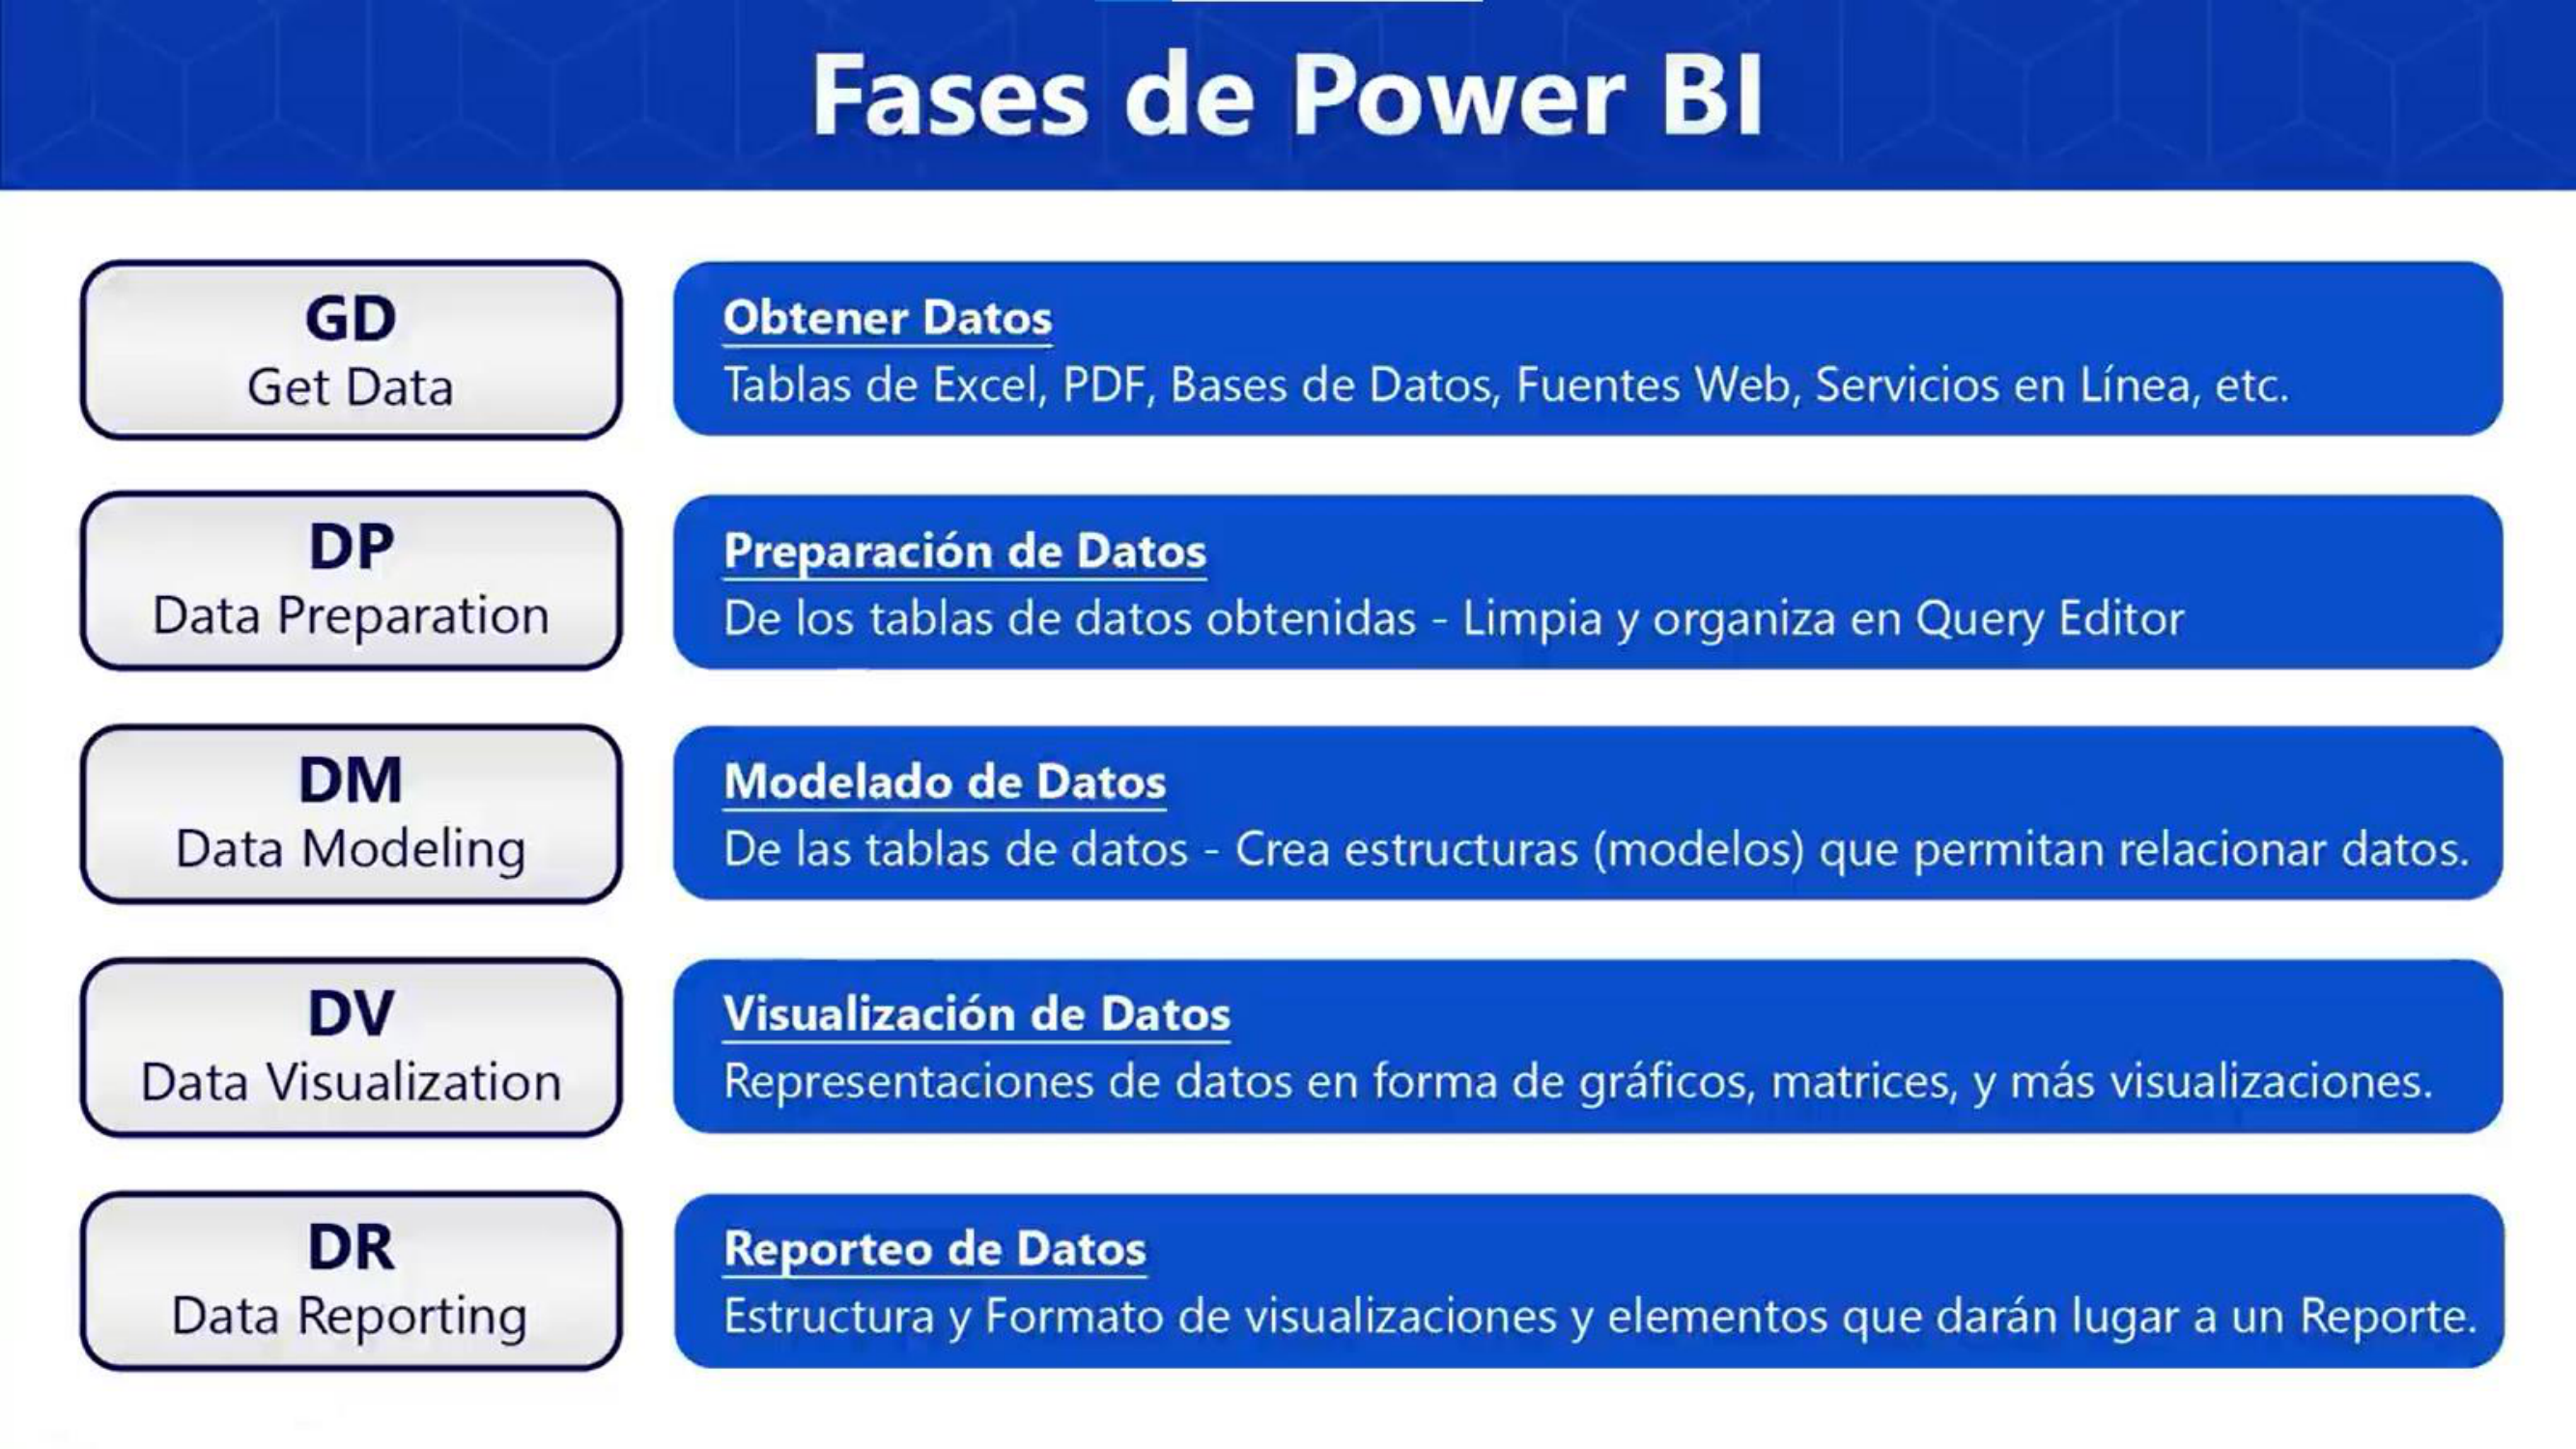 Fases de Power BI
GD
Get Data
Obtener Datos
Tablas de Excel, PDF, Bases de Datos, Fuentes Web, Servicios en Línea, etc.
DP
Data Preparation
Preparación de Datos
De los tablas de datos obtenidas - Limpia y organiza en Query Editor
DM
Data Modeling
Modelado de Datos
De las tablas de datos - Crea estructuras (modelos) que permitan relacionar datos.
DV
Data Visualization
Visualización de Datos
Representaciones de datos en forma de gráficos, matrices, y más visualizaciones.
DR
Data Reporting
Reporteo de Datos
Estructura y Formato de visualizaciones y elementos que darán lugar a un Reporte.